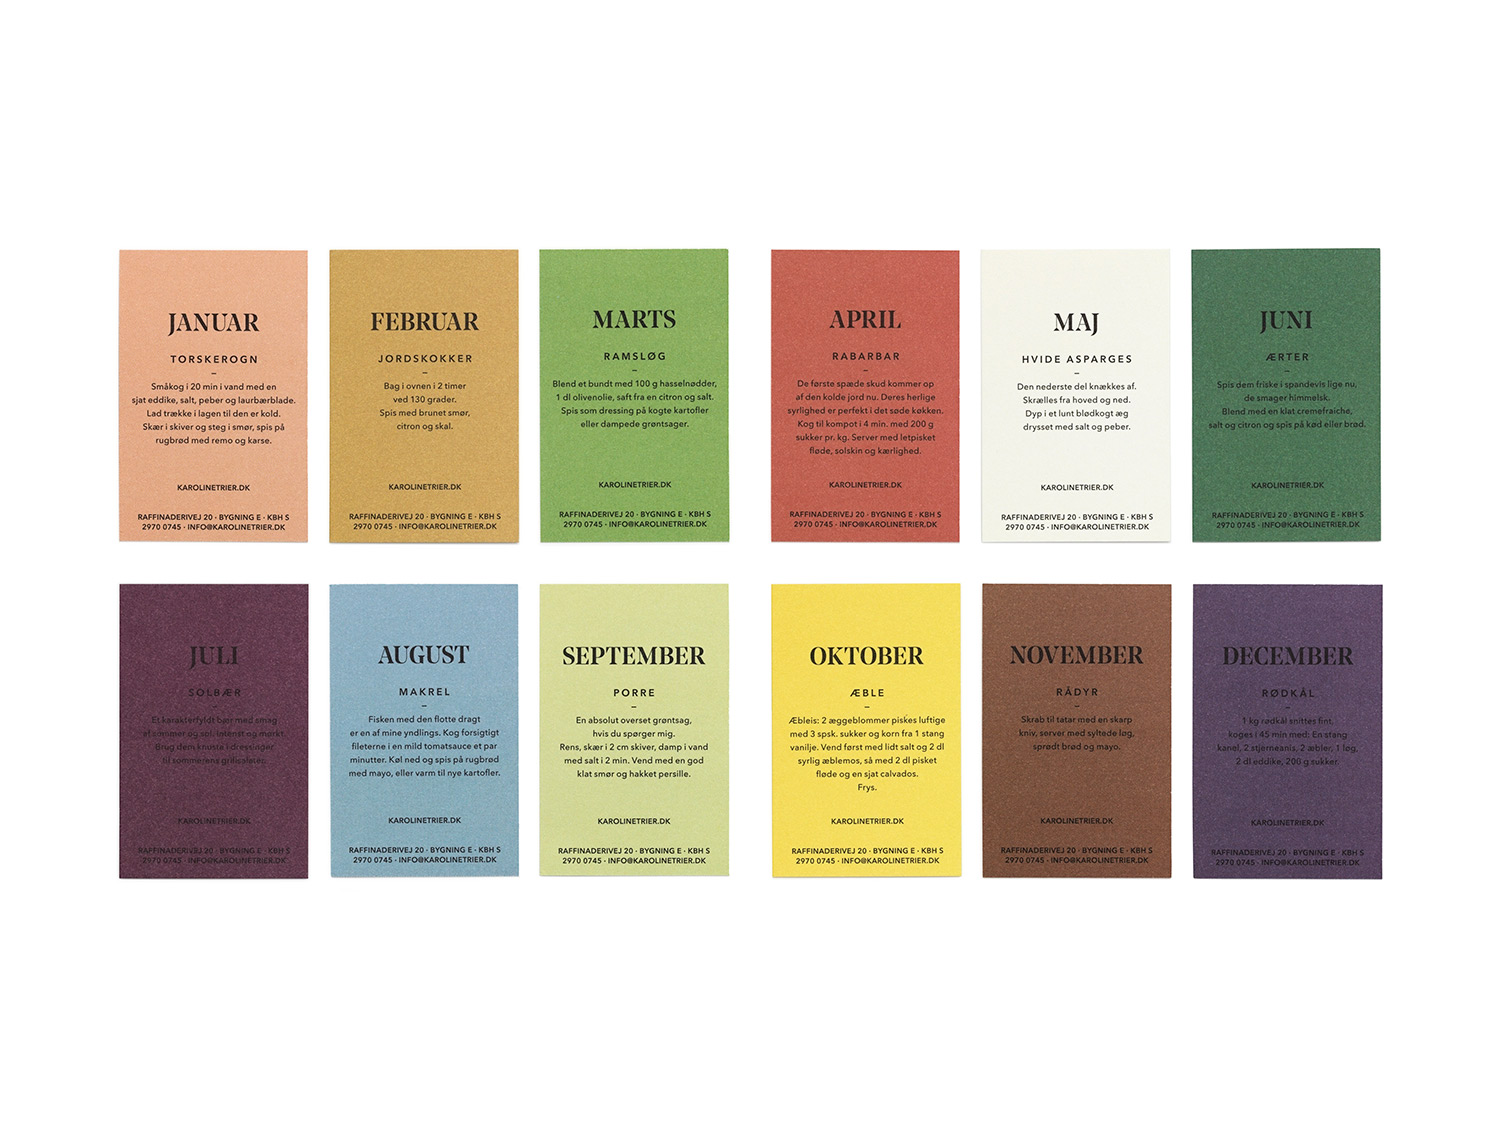 JANUAR
TORSKEROGN
–
Småkog i 20 min i vand med en
sjat eddike, salt, peber og laurbærblade.
Lad trække i lagen til den er kold.
Skær i skiver og steg i smør, spis på
rugbrød med remo og karse.
KAROLINETRIER.DK
RAFFINADERIVEJ 20 · BYGNING E · KBH S
2970 0745 · INFO@KAROLINETRIER.DK
FEBRUAR
JORDSKOKKER
–
Bag i ovnen i 2 timer
ved 130 grader.
Spis med brunet smør,
citron og skal.
KAROLINETRIER.DK
RAFFINADERIVEJ 20 · BYGNING E · KBH S
2970 0745 · INFO@KAROLINETRIER.DK
MARTS
RAMSLØG
–
Blend et bundt med 100 g hasselnødder,
1 dl olivenolie, saft fra en citron og salt.
Spis som dressing på kogte kartofler
eller dampede grøntsager.
KAROLINETRIER.DK
RAFFINADERIVEJ 20 · BYGNING E · KBH S
2970 0745 · INFO@KAROLINETRIER.DK
APRIL
RABARBAR
–
De første spæde skud kommer op
af den kolde jord nu. Deres herlige
syrlighed er perfekt i det søde køkken.
Kog til kompot i 4 min. med 200 g
sukker pr. kg. Server med letpisket
fløde, solskin og kærlighed.
KAROLINETRIER.DK
RAFFINADERIVEJ 20 · BYGNING E · KBH S
2970 0745 · INFO@KAROLINETRIER.DK
MAJ
HVIDE ASPARGES
–
Den nederste del knækkes af.
Skrælles fra hoved og ned.
Dyp i et lunt blødkogt æg
drysset med salt og peber.
KAROLINETRIER.DK
RAFFINADERIVEJ 20 · BYGNING E · KBH S
2970 0745 · INFO@KAROLINETRIER.DK
JUNI
ÆRTER
–
Spis dem friske i spandevis lige nu,
de smager himmelsk.
Blend med en klat cremefraiche,
salt og citron og spis på kød eller brød.
KAROLINETRIER.DK
RAFFINADERIVEJ 20 · BYGNING E · KBH S
2970 0745 · INFO@KAROLINETRIER.DK
JULI
SOLBÆR
–
Et karakterfyldt bær med smag
af sommer og sol. Intenst og mørkt.
Brug dem knuste i dressinger
til sommerens grillsalater.
KAROLINETRIER.DK
RAFFINADERIVEJ 20 · BYGNING E · KBH S
2970 0745 · INFO@KAROLINETRIER.DK
AUGUST
MAKREL
–
Fisken med den flotte dragt
er en af mine yndlings. Kog forsigtigt
fileterne i en mild tomatsauce et par
minutter. Køl ned og spis på rugbrød
med mayo, eller varm til nye kartofler.
KAROLINETRIER.DK
RAFFINADERIVEJ 20 · BYGNING E · KBH S
2970 0745 · INFO@KAROLINETRIER.DK
SEPTEMBER
PORRE
–
En absolut overset grøntsag,
hvis du spørger mig.
Rens, skær i 2 cm skiver, damp i vand
med salt i 2 min. Vend med en god
klat smør og hakket persille.
KAROLINETRIER.DK
RAFFINADERIVEJ 20 · BYGNING E · KBH S
2970 0745 · INFO@KAROLINETRIER.DK
OKTOBER
ÆBLE
–
Æbleis: 2 æggeblommer piskes luftige
med 3 spsk. sukker og korn fra 1 stang
vanilje. Vend først med lidt salt og 2 dl
syrlig æblemos, så med 2 dl pisket
fløde og en sjat calvados.
Frys.
KAROLINETRIER.DK
RAFFINADERIVEJ 20 · BYGNING E · KBH S
2970 0745 · INFO@KAROLINETRIER.DK
NOVEMBER
RÅDYR
–
Skrab til tatar med en skarp
kniv, server med syltede løg,
sprødt brød og mayo.
KAROLINETRIER.DK
RAFFINADERIVEJ 20 · BYGNING E · KBH S
2970 0745 · INFO@KAROLINETRIER.DK
DECEMBER
RØDKÅL
–
1 kg rødkål snittes fint,
koges i 45 min med: En stang
kanel, 2 stjerneanis, 2 æbler, 1 løg,
2 dl eddike, 200 g sukker.
KAROLINETRIER.DK
RAFFINADERIVEJ 20 · BYGNING E · KBH S
2970 0745 · INFO@KAROLINETRIER.DK